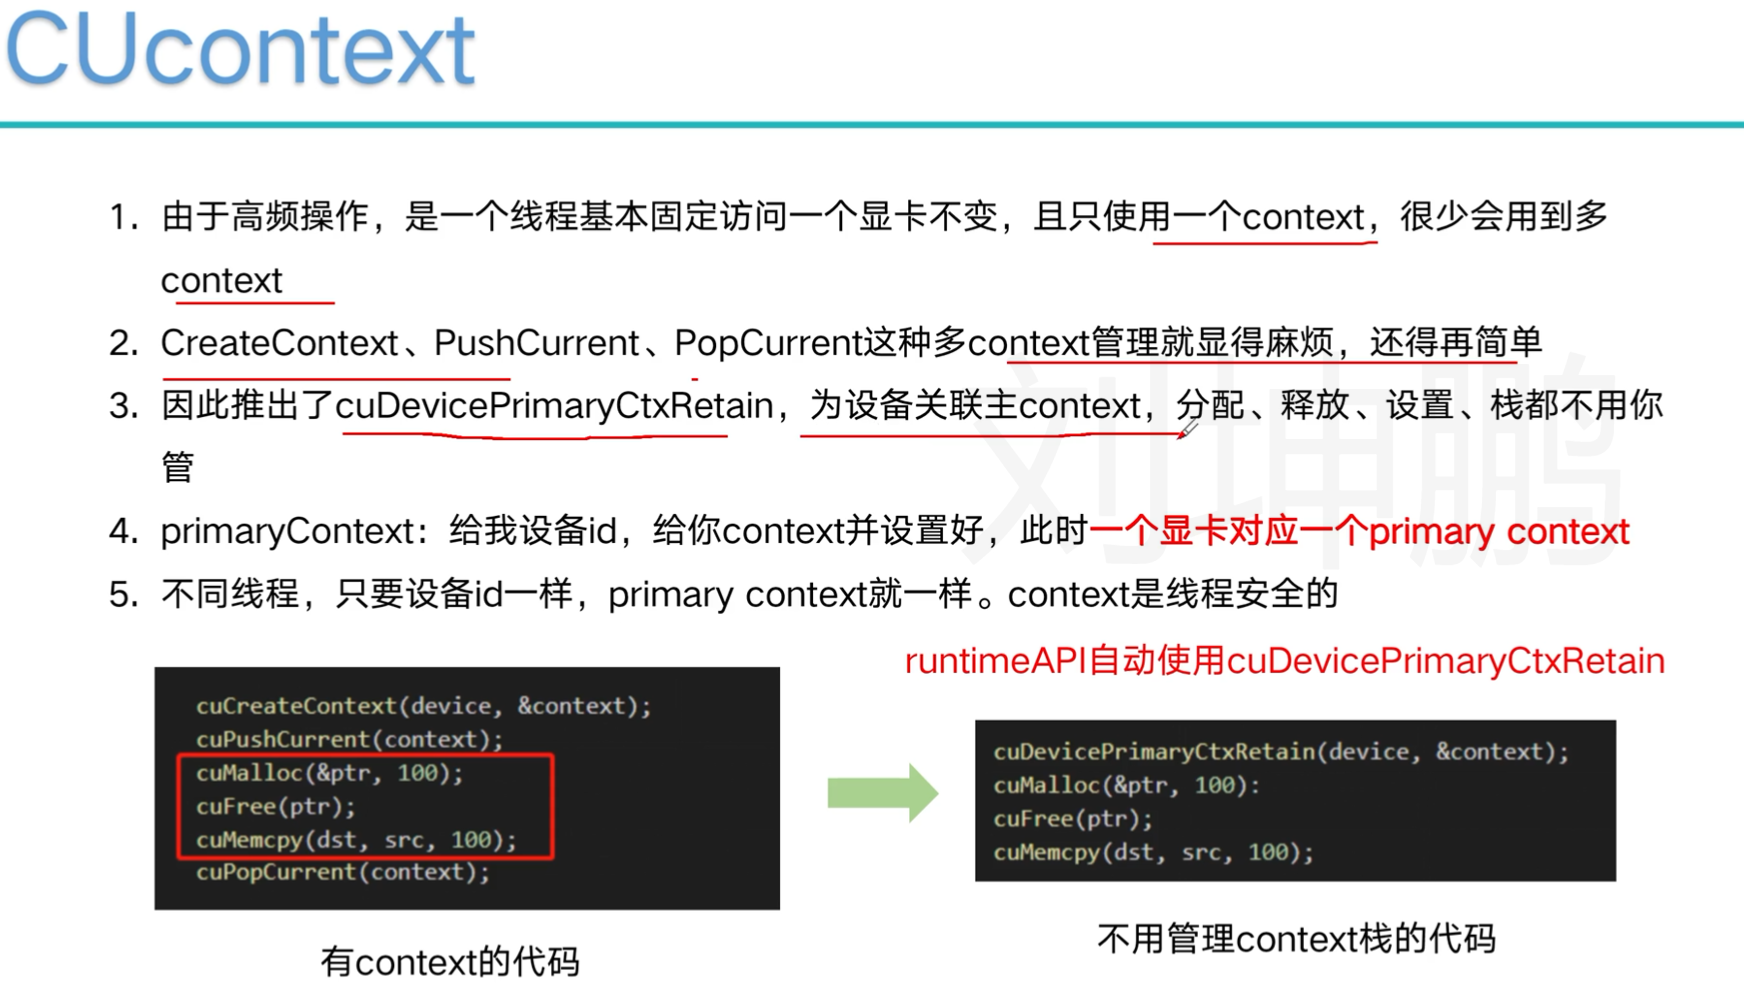 CUcontext
1. 由于高频操作，是一个线程基本固定访问一个显卡不变，且只使用一个context，很少会用到多
context
2. CreateContext、PushCurrent、PopCurrent这种多context管理就显得麻烦，还得再简单
3. 因此推出了cuDevicePrimaryCtxRetain，为设备关联主context，分配、释放、设置、栈都不用你
管
4. primaryContext：给我设备id，给你context并设置好，此时一个显卡对应一个primary context
5. 不同线程，只要设备id一样，primary context就一样。context是线程安全的
刘坤鹏
cuCreateContext(device, &context);
cuPushCurrent(context);
cuMalloc(&ptr, 100);
cuFree(ptr);
cuMemcpy(dst, src, 100);
cuPopCurrent(context);
有context的代码
runtimeAPI自动使用cuDevicePrimaryCtxRetain
cuDevicePrimaryCtxRetain(device, &context);
cuMalloc(&ptr, 100):
cuFree(ptr);
cuMemcpy(dst, src, 100);
不用管理context栈的代码